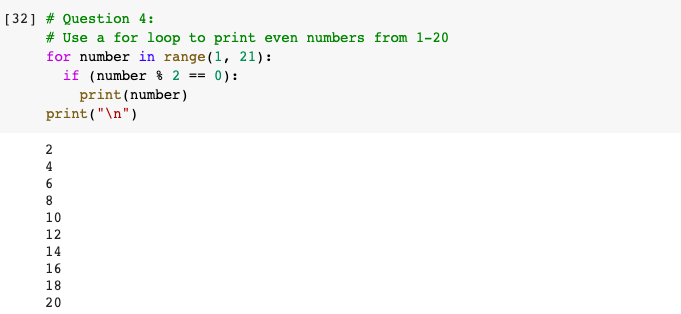 [32] # Question 4:
# Use a for loop to print even numbers from 1-20
for number in range(1, 21):
  if (number % 2 == 0):
    print(number)
print("\n")
2
4
6
8
10
12
14
16
18
20